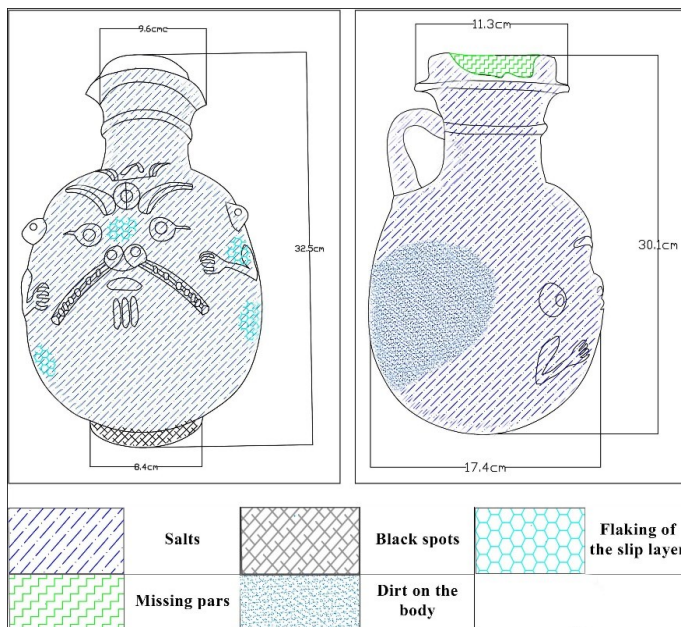 9.6cmc
11.3cm
32.5cm
30.1cm
8.4cm
17.4cm
Salts
Black spots
Flaking of
the slip layer
Missing pars
Dirt on the
body